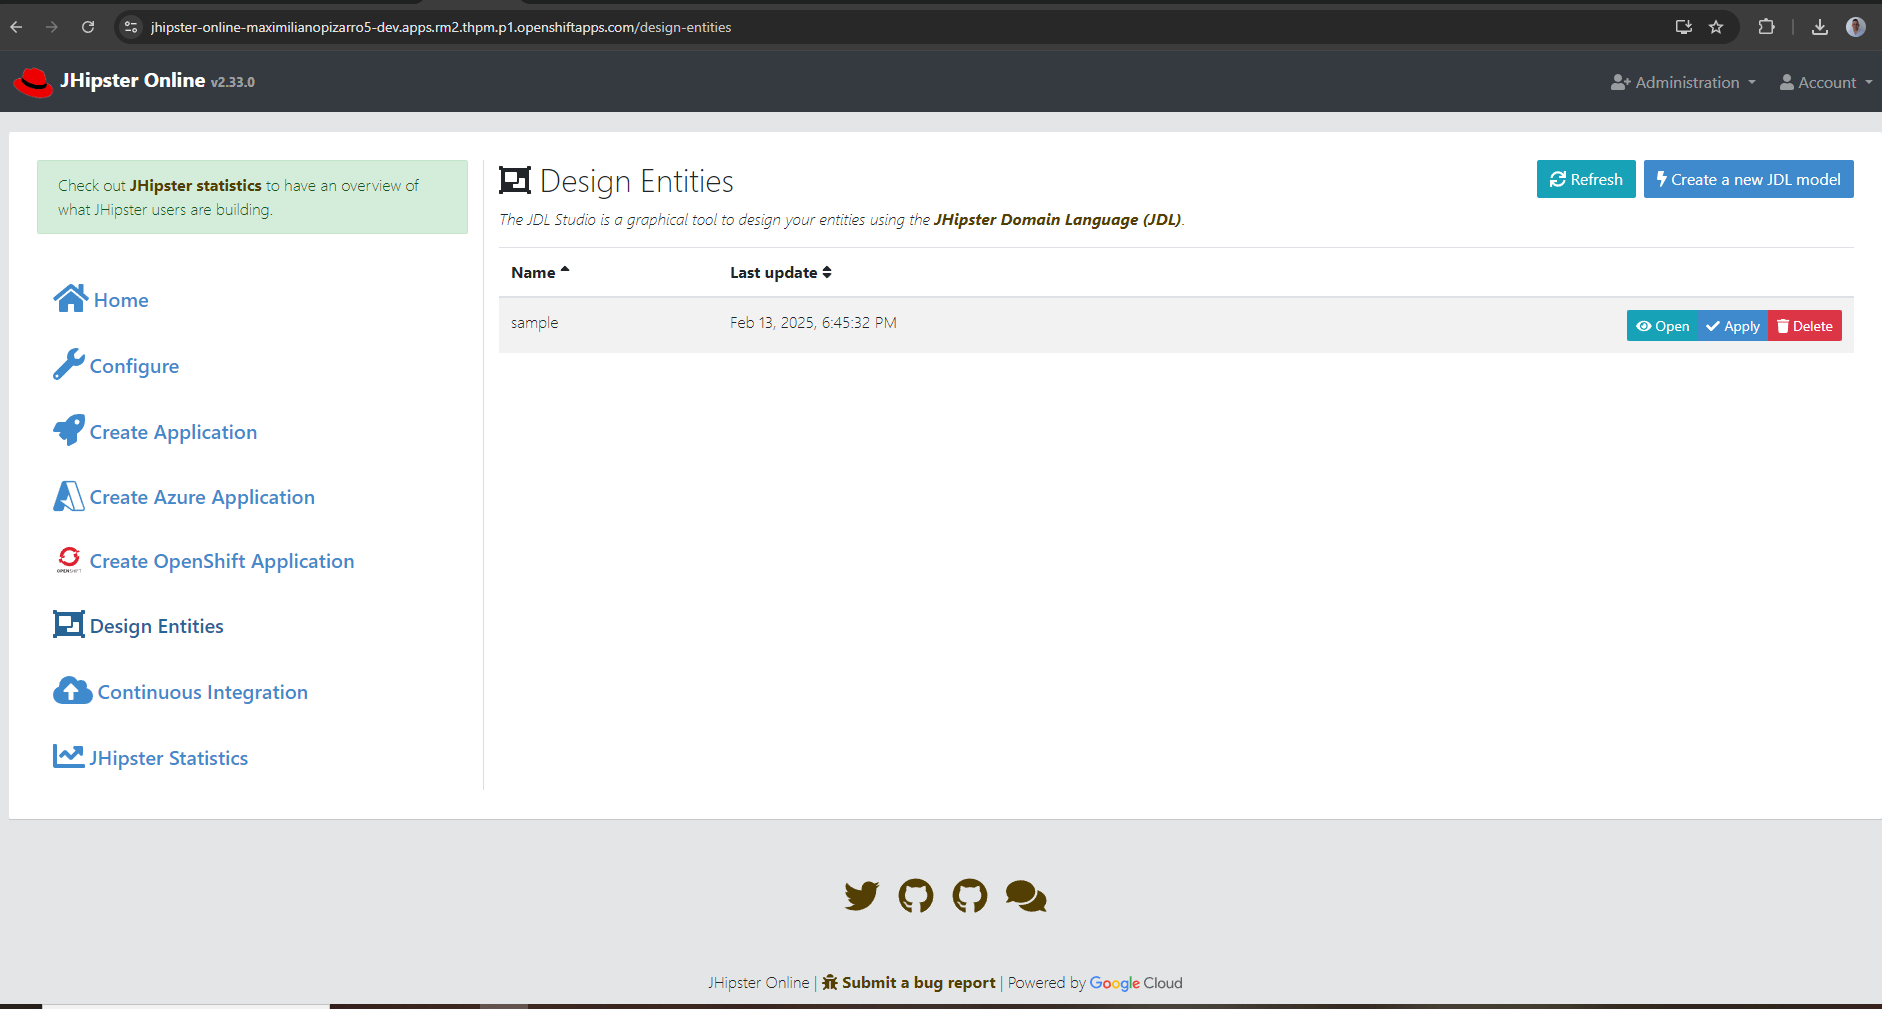 jhipster-online-maximilianopizarro5-dev.apps.rm2.thpm.p1.openshiftapps.com/design-entities
JHipster Online v2.33.0
Administration
Account
Check out JHipster statistics to have an overview of
what JHipster users are building.
Home
Configure
Create Application
Create Azure Application
OPENSHIFT
Create OpenShift Application
Design Entities
Continuous Integration
JHipster Statistics
Design Entities
Refresh
Create a new JDL model
The JDL Studio is a graphical tool to design your entities using the JHipster Domain Language (JDL).
Name Last update
sample Feb 13, 2025, 6:45:32 PM Open Apply Delete
JHipster Online | Submit a bug report | Powered by Google Cloud